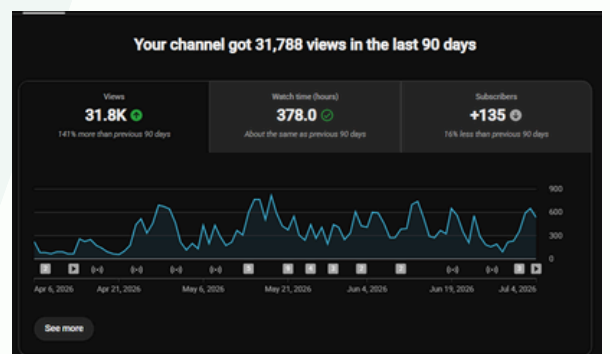 Your channel got 31,788 views in the last 90 days
Views
31.8K
141% more than previous 90 days
Watch time (hours)
378.0
About the same as previous 90 days
Subscribers
+135
16% less than previous 90 days
900
600
300
0
Apr 6, 2026 Apr 21, 2026 May 6, 2026 May 21, 2026 Jun 4, 2026 Jun 19, 2026 Jul 4, 2026
See more